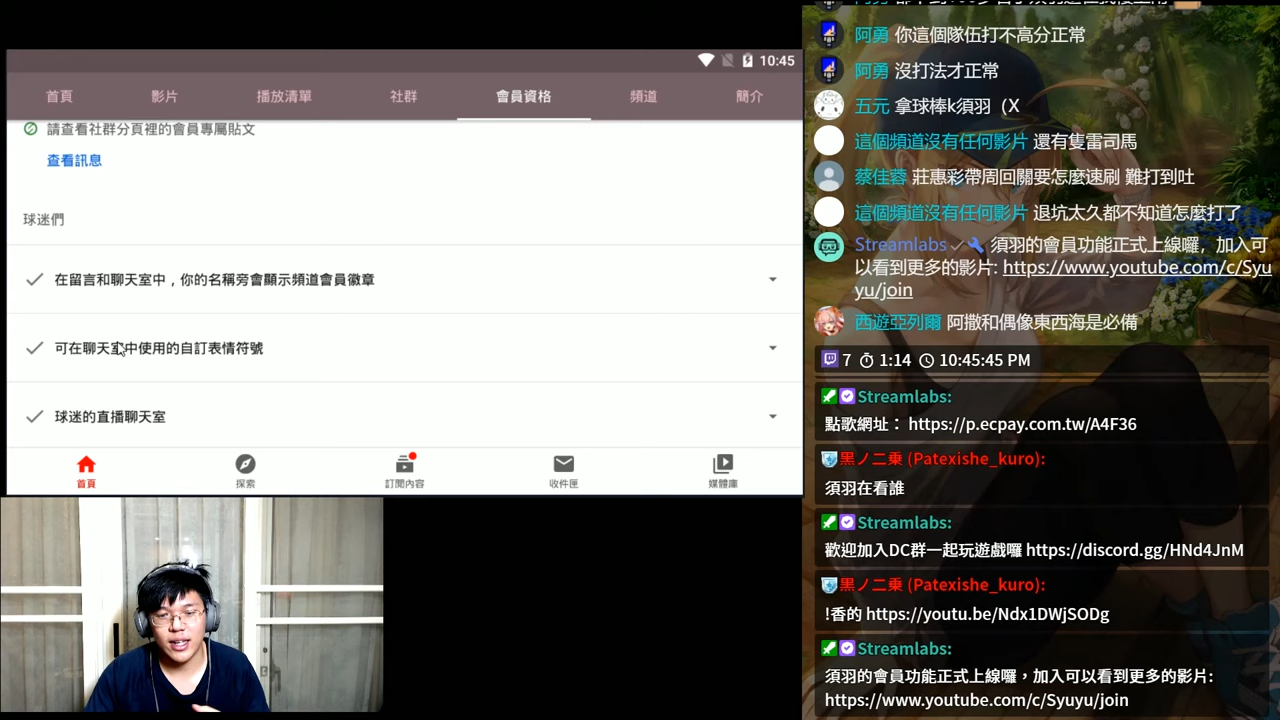 10:45
首頁 影片 播放清單 社群 會員資格 頻道 簡介
請查看社群分頁裡的會員專屬貼文
查看訊息
球迷們
在留言和聊天室中，你的名稱旁會顯示頻道會員徽章
可在聊天室中使用的自訂表情符號
球迷的直播聊天室
首頁 探索 訂閱內容 收件匣 媒體庫
阿勇 你這個隊伍打不高分正常
阿勇 沒打法才正常
五元 拿球棒k須羽（X
這個頻道沒有任何影片 還有隻雷司馬
蔡佳蓉 莊惠彩帶周回關要怎麼速刷 難打到吐
這個頻道沒有任何影片 退坑太久都不知道怎麼打了
Streamlabs 須羽的會員功能正式上線囉，加入可
以看到更多的影片: https://www.youtube.com/c/Syu
yu/join
西遊亞列爾 阿撒和偶像東西海是必備
7 1:14 10:45:45 PM
Streamlabs:
點歌網址： https://p.ecpay.com.tw/A4F36
黒ノ二乗 (Patexishe_kuro):
須羽在看誰
Streamlabs:
歡迎加入DC群一起玩遊戲囉 https://discord.gg/HNd4JnM
黒ノ二乗 (Patexishe_kuro):
!香的 https://youtu.be/Ndx1DWjSODg
Streamlabs:
須羽的會員功能正式上線囉，加入可以看到更多的影片:
https://www.youtube.com/c/Syuyu/join